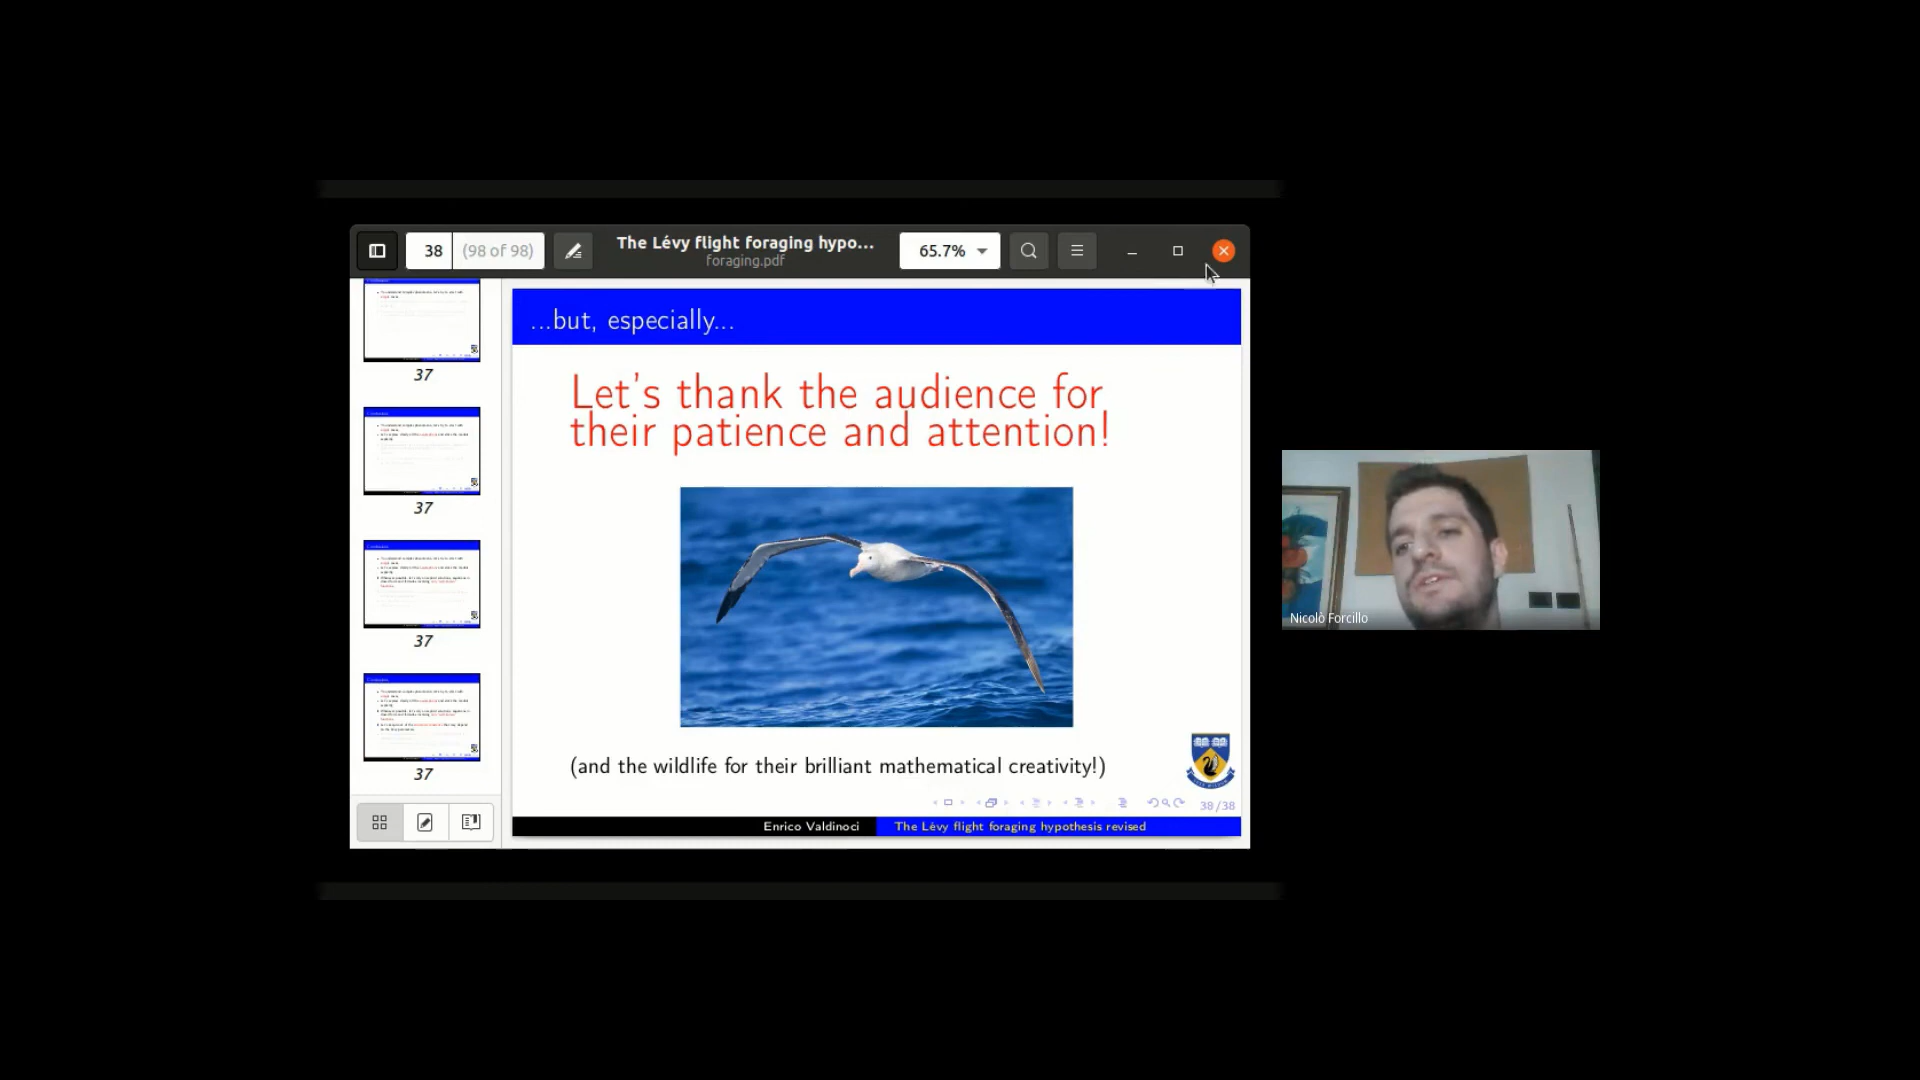 38 (98 of 98)
The Lévy flight foraging hypo...
foraging.pdf
65.7%
37
37
37
37
...but, especially...
Let's thank the audience for
their patience and attention!
(and the wildlife for their brilliant mathematical creativity!)
38/38
Enrico Valdinoci
The Lévy flight foraging hypothesis revised
Nicolò Forcillo